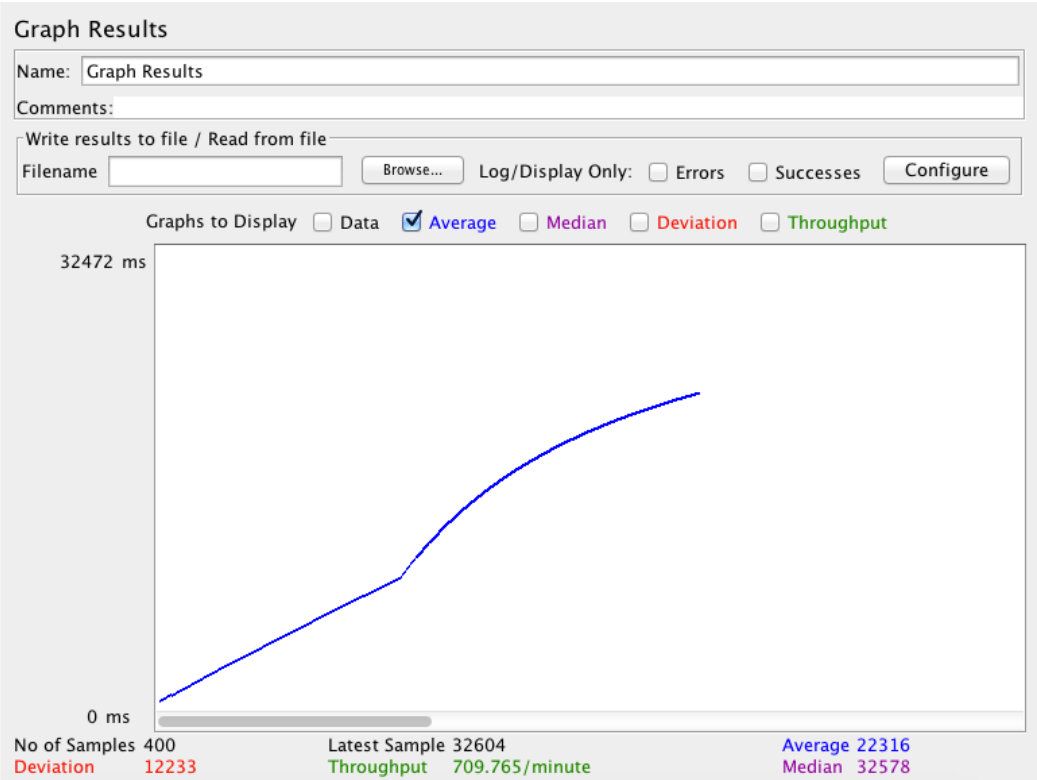 Graph Results
Name: Graph Results
Comments:
Write results to file / Read from file
Filename Browse... Log/Display Only: Errors Successes Configure
Graphs to Display Data Average Median Deviation Throughput
32472 ms
0 ms
No of Samples 400 Latest Sample 32604 Average 22316
Deviation 12233 Throughput 709.765/minute Median 32578